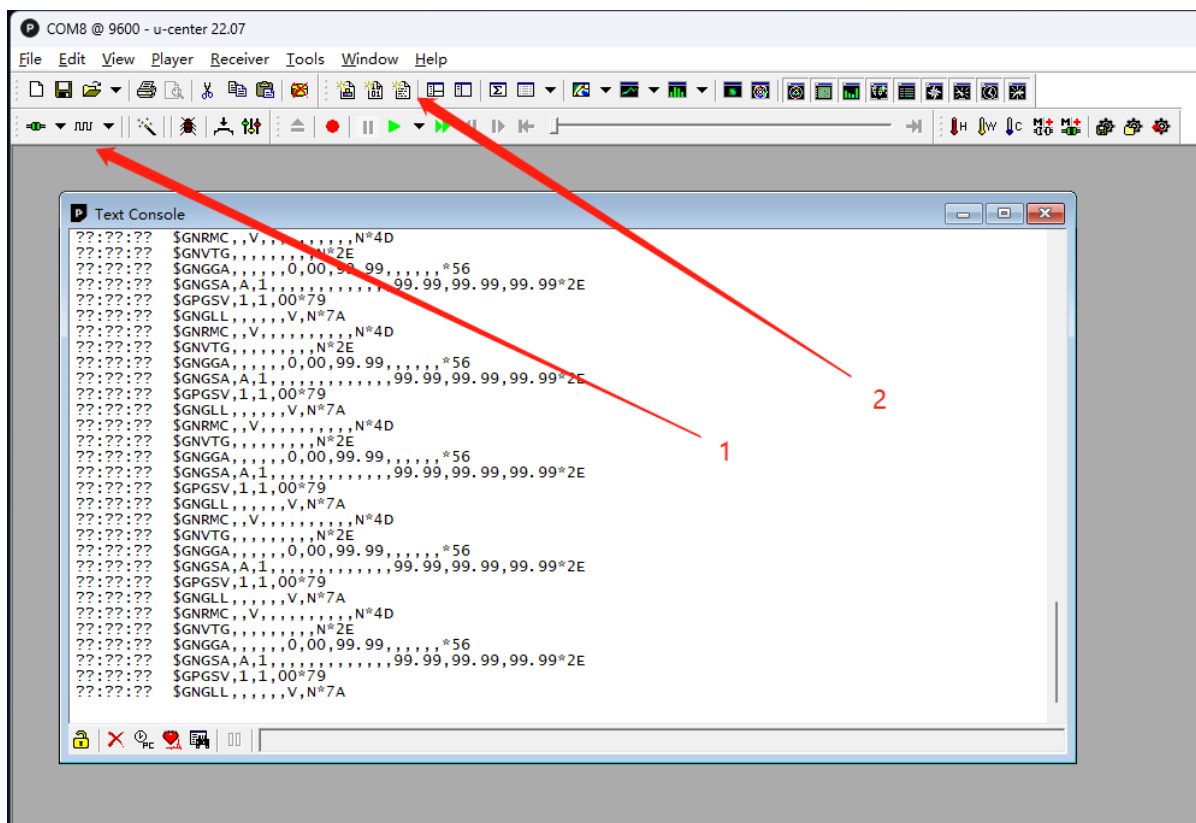 COM8 @ 9600 - u-center 22.07
File Edit View Player Receiver Tools Window Help
H W C
Text Console
??:??:?? $GNRMC,,V,,,,,,,,,,N*4D
??:??:?? $GNVTG,,,,,,,,,N*2E
??:??:?? $GNGGA,,,,,,0,00,99.99,,,,,,*56
??:??:?? $GNGSA,A,1,,,,,,,,,,,,,99.99,99.99,99.99*2E
??:??:?? $GPGSV,1,1,00*79
??:??:?? $GNGLL,,,,,,V,N*7A
??:??:?? $GNRMC,,V,,,,,,,,,,N*4D
??:??:?? $GNVTG,,,,,,,,,N*2E
??:??:?? $GNGGA,,,,,,0,00,99.99,,,,,,*56
??:??:?? $GNGSA,A,1,,,,,,,,,,,,,99.99,99.99,99.99*2E
??:??:?? $GPGSV,1,1,00*79
??:??:?? $GNGLL,,,,,,V,N*7A
??:??:?? $GNRMC,,V,,,,,,,,,,N*4D
??:??:?? $GNVTG,,,,,,,,,N*2E
??:??:?? $GNGGA,,,,,,0,00,99.99,,,,,,*56
??:??:?? $GNGSA,A,1,,,,,,,,,,,,,99.99,99.99,99.99*2E
??:??:?? $GPGSV,1,1,00*79
??:??:?? $GNGLL,,,,,,V,N*7A
??:??:?? $GNRMC,,V,,,,,,,,,,N*4D
??:??:?? $GNVTG,,,,,,,,,N*2E
??:??:?? $GNGGA,,,,,,0,00,99.99,,,,,,*56
??:??:?? $GNGSA,A,1,,,,,,,,,,,,,99.99,99.99,99.99*2E
??:??:?? $GPGSV,1,1,00*79
??:??:?? $GNGLL,,,,,,V,N*7A
??:??:?? $GNRMC,,V,,,,,,,,,,N*4D
??:??:?? $GNVTG,,,,,,,,,N*2E
??:??:?? $GNGGA,,,,,,0,00,99.99,,,,,,*56
??:??:?? $GNGSA,A,1,,,,,,,,,,,,,99.99,99.99,99.99*2E
??:??:?? $GPGSV,1,1,00*79
??:??:?? $GNGLL,,,,,,V,N*7A
2
1
PC